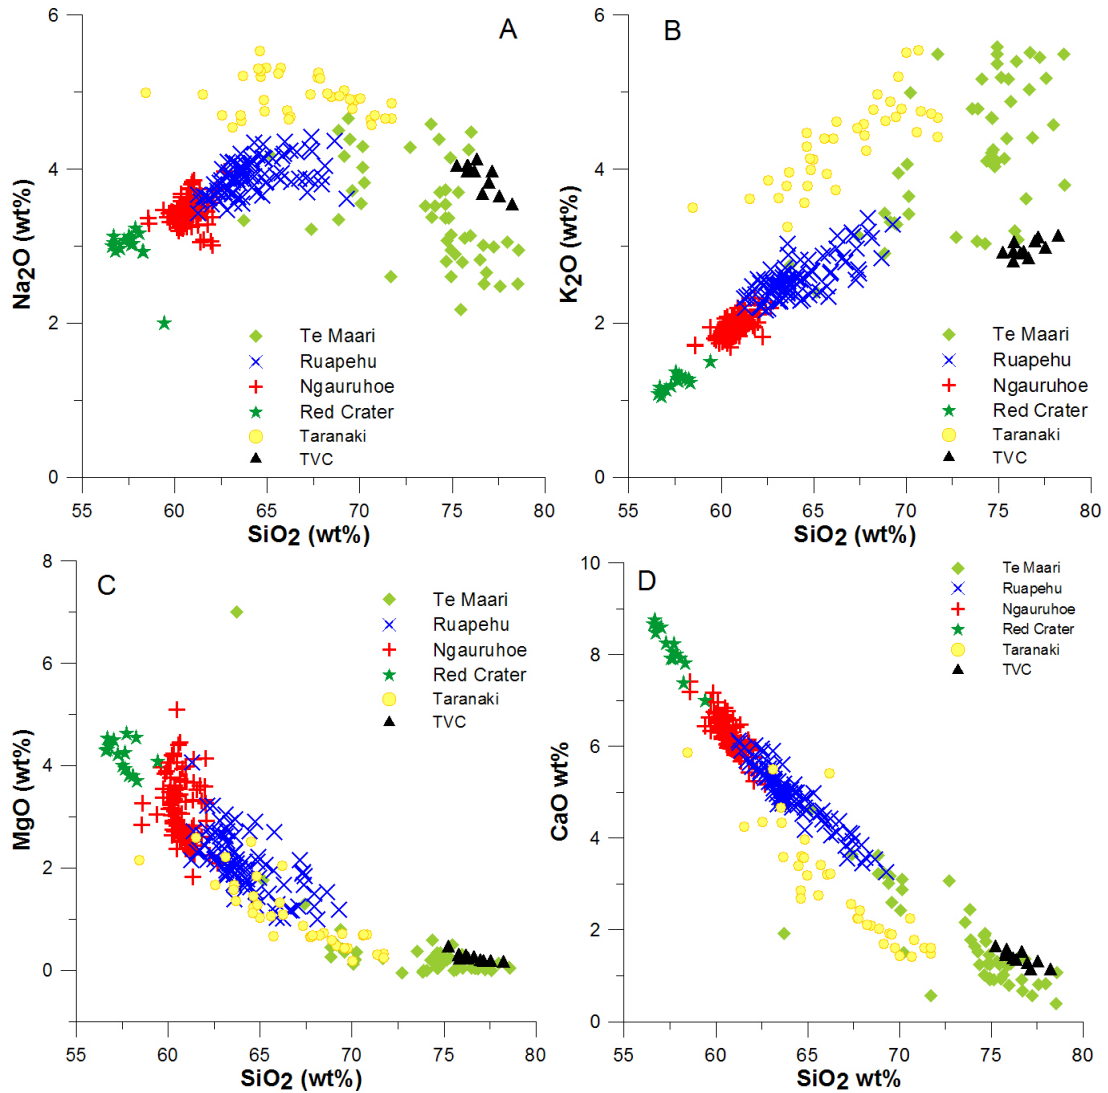 A
Na2O (wt%)
6
4
2
0
Te Maari
Ruapehu
Ngauruhoe
Red Crater
Taranaki
TVC
55 60 65 70 75 80
SiO2 (wt%)
B
K2O (wt%)
6
4
2
0
Te Maari
Ruapehu
Ngauruhoe
Red Crater
Taranaki
TVC
55 60 65 70 75 80
SiO2 (wt%)
C
MgO (wt%)
8
6
4
2
0
Te Maari
Ruapehu
Ngauruhoe
Red Crater
Taranaki
TVC
55 60 65 70 75 80
SiO2 (wt%)
D
CaO wt%
10
8
6
4
2
0
Te Maari
Ruapehu
Ngauruhoe
Red Crater
Taranaki
TVC
55 60 65 70 75 80
SiO2 wt%